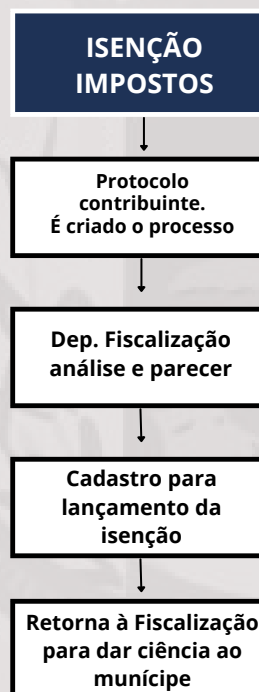 ISENÇÃO
IMPOSTOS
Protocolo
contribuinte.
É criado o processo
Dep. Fiscalização
análise e parecer
Cadastro para
lançamento da
isenção
Retorna à Fiscalização
para dar ciência ao
munícipe